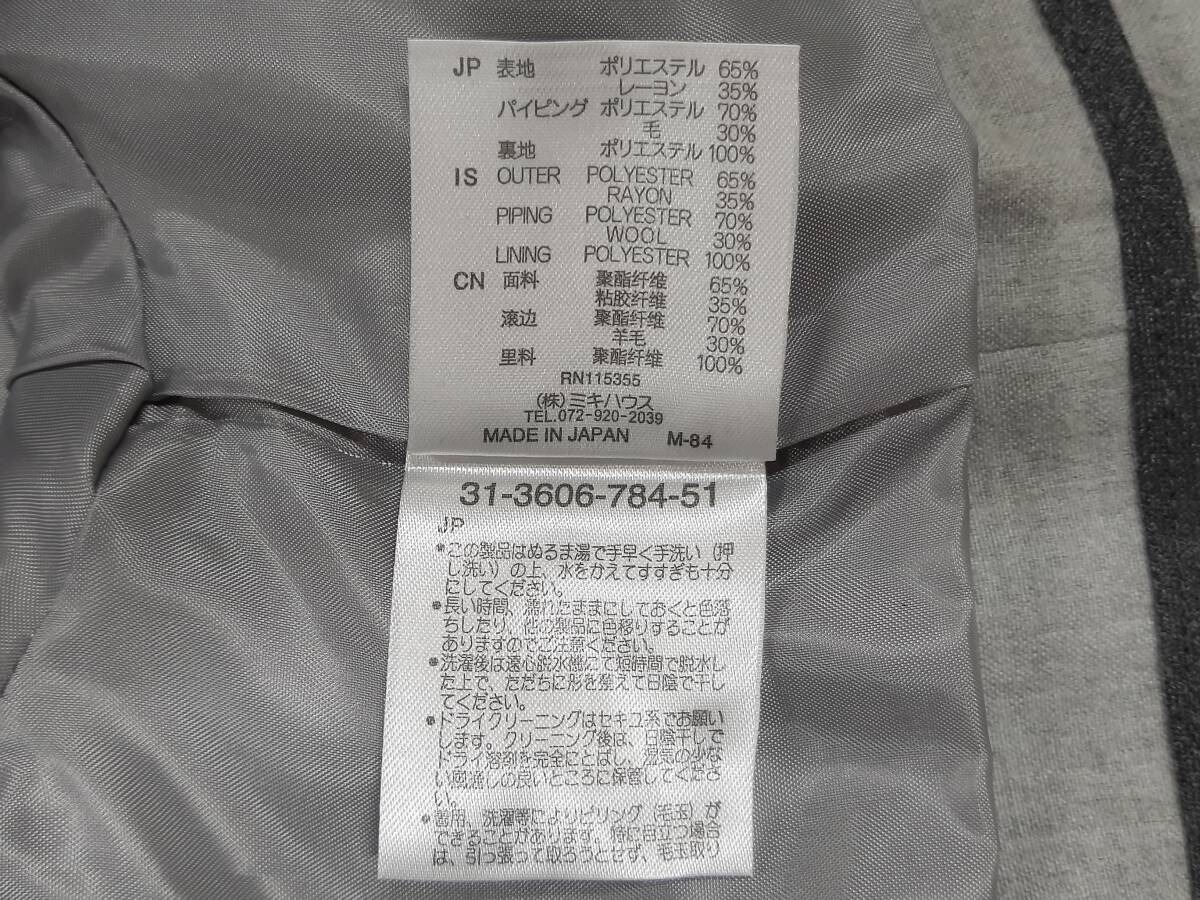 JP 表地 ポリエステル 65%
レーヨン 35%
パイピング ポリエステル 70%
毛 30%
裏地 ポリエステル 100%
IS OUTER POLYESTER 65%
RAYON 35%
PIPING POLYESTER 70%
WOOL 30%
LINING POLYESTER 100%
CN 面料 聚酯纤维 65%
粘胶纤维 35%
滚边 聚酯纤维 70%
羊毛 30%
里料 聚酯纤维 100%
RN115355
(株)ミキハウス
TEL.072-920-2039
MADE IN JAPAN M-84
31-3606-784-51
JP
*この製品はぬるま湯で手早く手洗い（押
し洗い）の上、水をかえてすすぎも十分
にしてください。
●長い時間、濡れたままにしておくと色落
ちしたり、他の製品に色移りすることが
ありますのでご注意ください。
●洗濯後は遠心脱水機にて短時間で脱水し
た上で、ただちに形を整えて日陰で干し
てください。
●ドライクリーニングはセキユ系でお願い
します。クリーニング後は、日陰干しで
ドライ溶剤を完全にとばし、湿気の少な
い風通しの良いところに保管してくださ
い。
●着用、洗濯等によりピリング（毛玉）が
できることがあります。特に目立つ場合
は、引っ張って取ろうとせず、毛玉取り